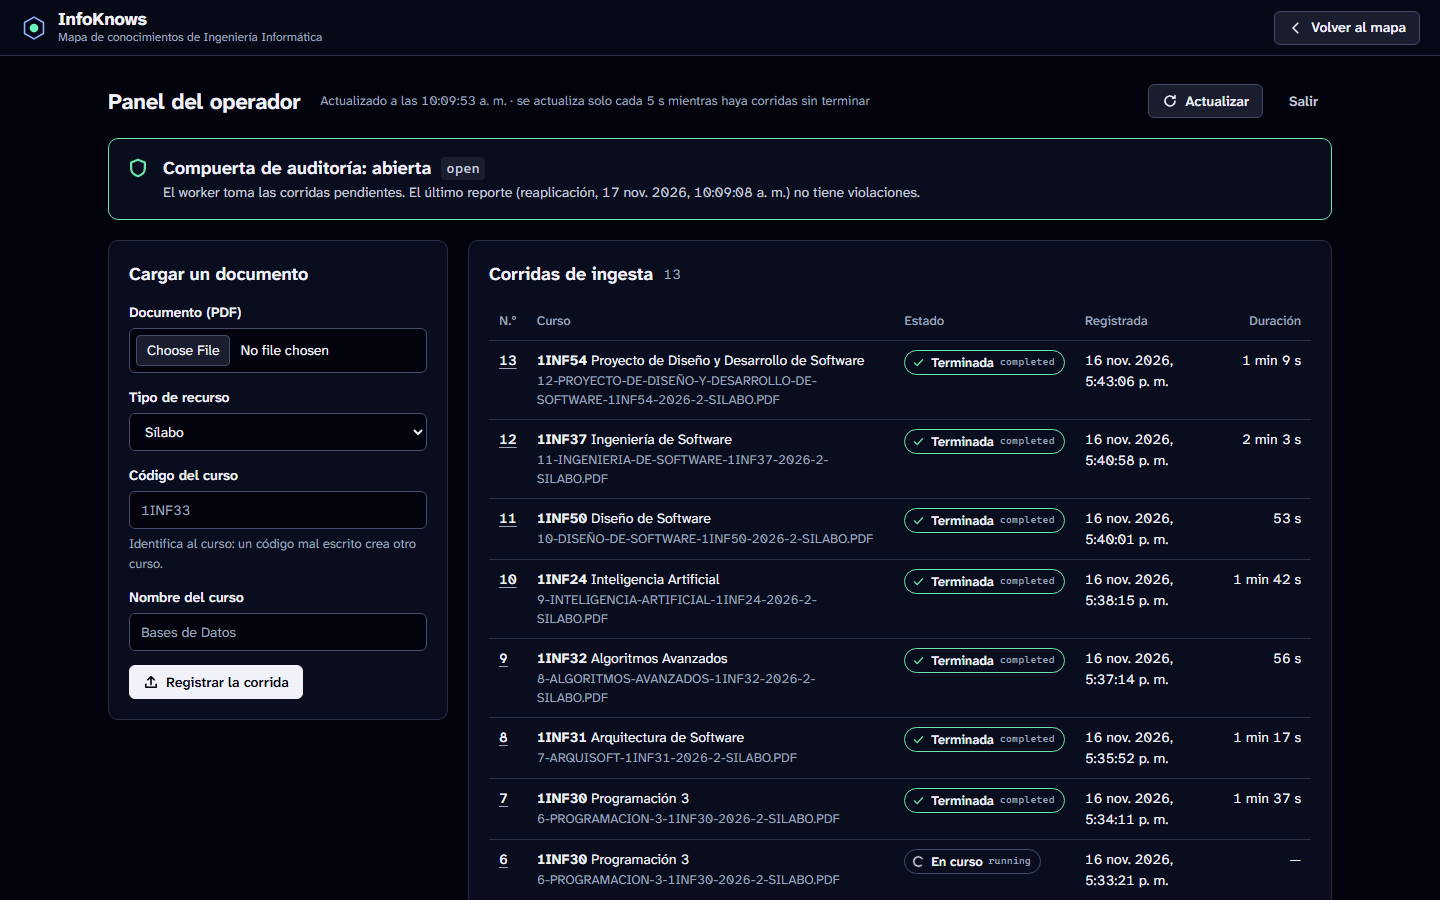 InfoKnows
Mapa de conocimientos de Ingeniería Informática
Volver al mapa
Panel del operador
Actualizado a las 10:09:53 a. m. · se actualiza solo cada 5 s mientras haya corridas sin terminar
Actualizar
Salir
Compuerta de auditoría: abierta open
El worker toma las corridas pendientes. El último reporte (reaplicación, 17 nov. 2026, 10:09:08 a. m.) no tiene violaciones.
Cargar un documento
Documento (PDF)
Choose File No file chosen
Tipo de recurso
Sílabo
Código del curso
1INF33
Identifica al curso: un código mal escrito crea otro
curso.
Nombre del curso
Bases de Datos
Registrar la corrida
Corridas de ingesta 13
N.° Curso Estado Registrada Duración
13 1INF54 Proyecto de Diseño y Desarrollo de Software Terminada completed 16 nov. 2026, 1 min 9 s
12-PROYECTO-DE-DISEÑO-Y-DESARROLLO-DE- 5:43:06 p. m.
SOFTWARE-1INF54-2026-2-SILABO.PDF
12 1INF37 Ingeniería de Software Terminada completed 16 nov. 2026, 2 min 3 s
11-INGENIERIA-DE-SOFTWARE-1INF37-2026-2- 5:40:58 p. m.
SILABO.PDF
11 1INF50 Diseño de Software Terminada completed 16 nov. 2026, 53 s
10-DISEÑO-DE-SOFTWARE-1INF50-2026-2-SILABO.PDF 5:40:01 p. m.
10 1INF24 Inteligencia Artificial Terminada completed 16 nov. 2026, 1 min 42 s
9-INTELIGENCIA-ARTIFICIAL-1INF24-2026-2- 5:38:15 p. m.
SILABO.PDF
9 1INF32 Algoritmos Avanzados Terminada completed 16 nov. 2026, 56 s
8-ALGORITMOS-AVANZADOS-1INF32-2026-2- 5:37:14 p. m.
SILABO.PDF
8 1INF31 Arquitectura de Software Terminada completed 16 nov. 2026, 1 min 17 s
7-ARQUISOFT-1INF31-2026-2-SILABO.PDF 5:35:52 p. m.
7 1INF30 Programación 3 Terminada completed 16 nov. 2026, 1 min 37 s
6-PROGRAMACION-3-1INF30-2026-2-SILABO.PDF 5:34:11 p. m.
6 1INF30 Programación 3 En curso running 16 nov. 2026, —
6-PROGRAMACION-3-1INF30-2026-2-SILABO.PDF 5:33:21 p. m.